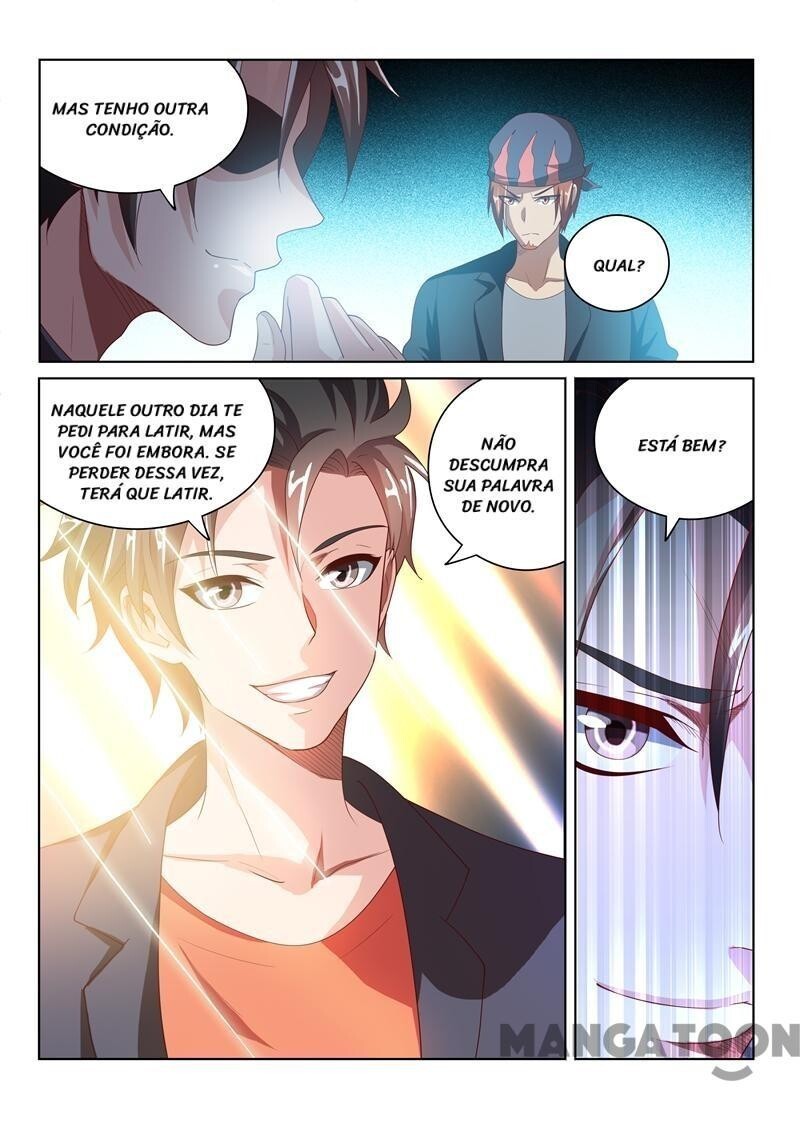 MAS TENHO OUTRA
CONDIÇÃO.
QUAL?
NAQUELE OUTRO DIA TE
PEDI PARA LATIR, MAS
VOCÊ FOI EMBORA. SE
PERDER DESSA VEZ,
TERÁ QUE LATIR.
NÃO
DESCUMPRA
SUA PALAVRA
DE NOVO.
ESTÁ BEM?
MANGATOON